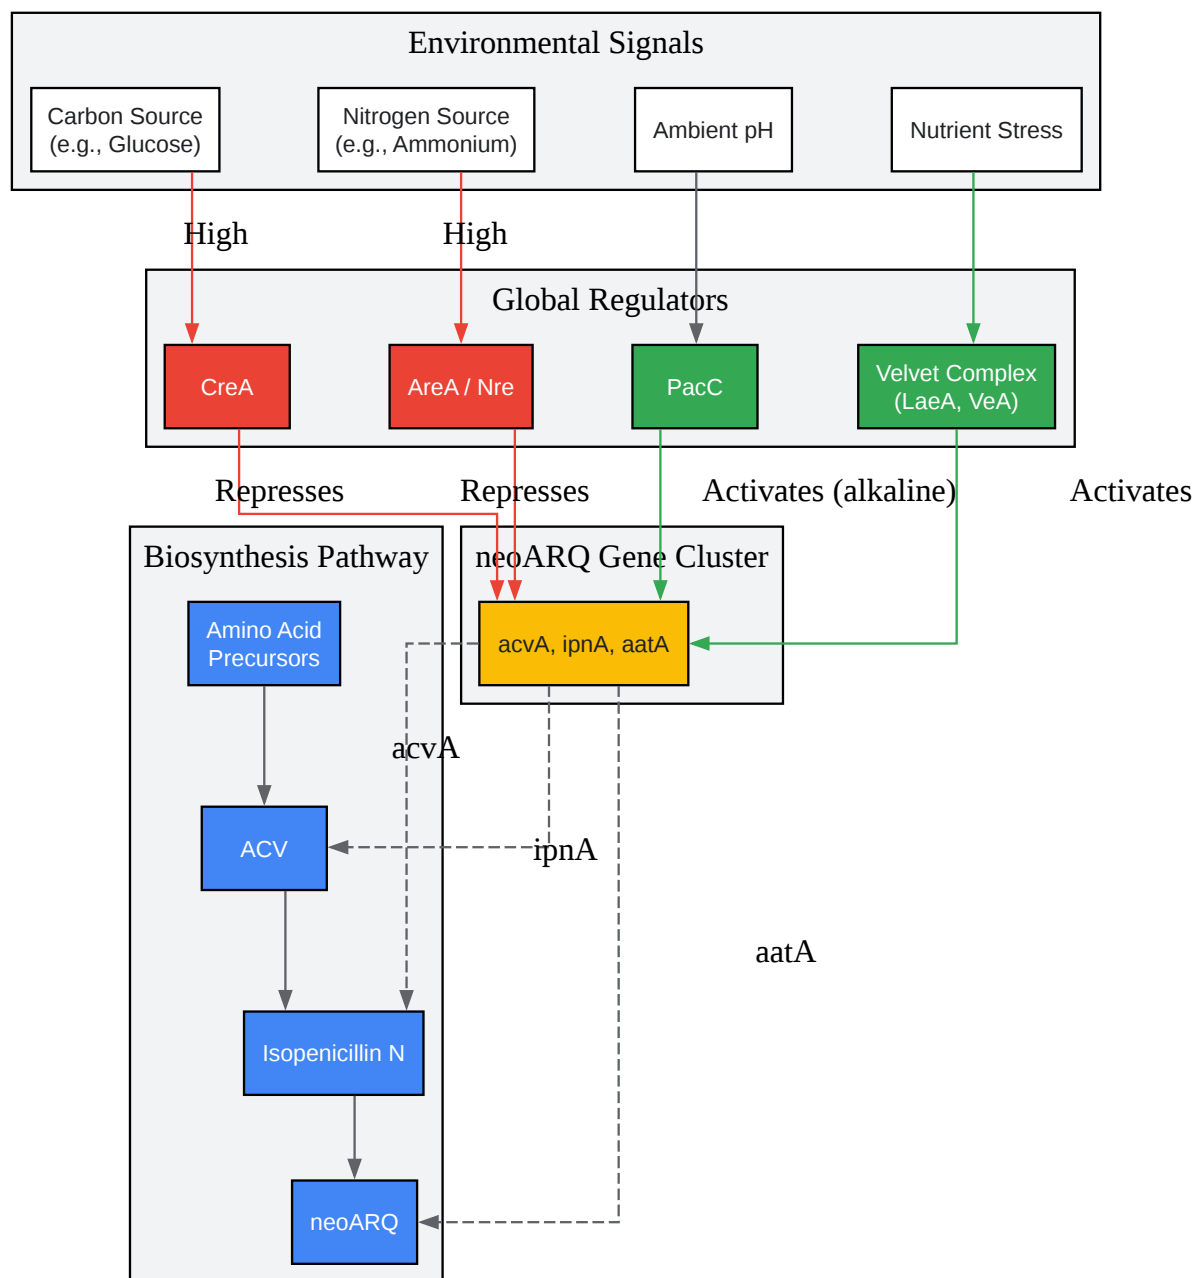 Environmental Signals
Carbon Source
(e.g., Glucose)
Nitrogen Source
(e.g., Ammonium)
Ambient pH
Nutrient Stress
High
High
Global Regulators
CreA
AreA / Nre
PacC
Velvet Complex
(LaeA, VeA)
Represses
Represses
Activates (alkaline)
Activates
Biosynthesis Pathway
neoARQ Gene Cluster
Amino Acid
Precursors
acvA, ipnA, aatA
acvA
ACV
ipnA
aatA
Isopenicillin N
neoARQ